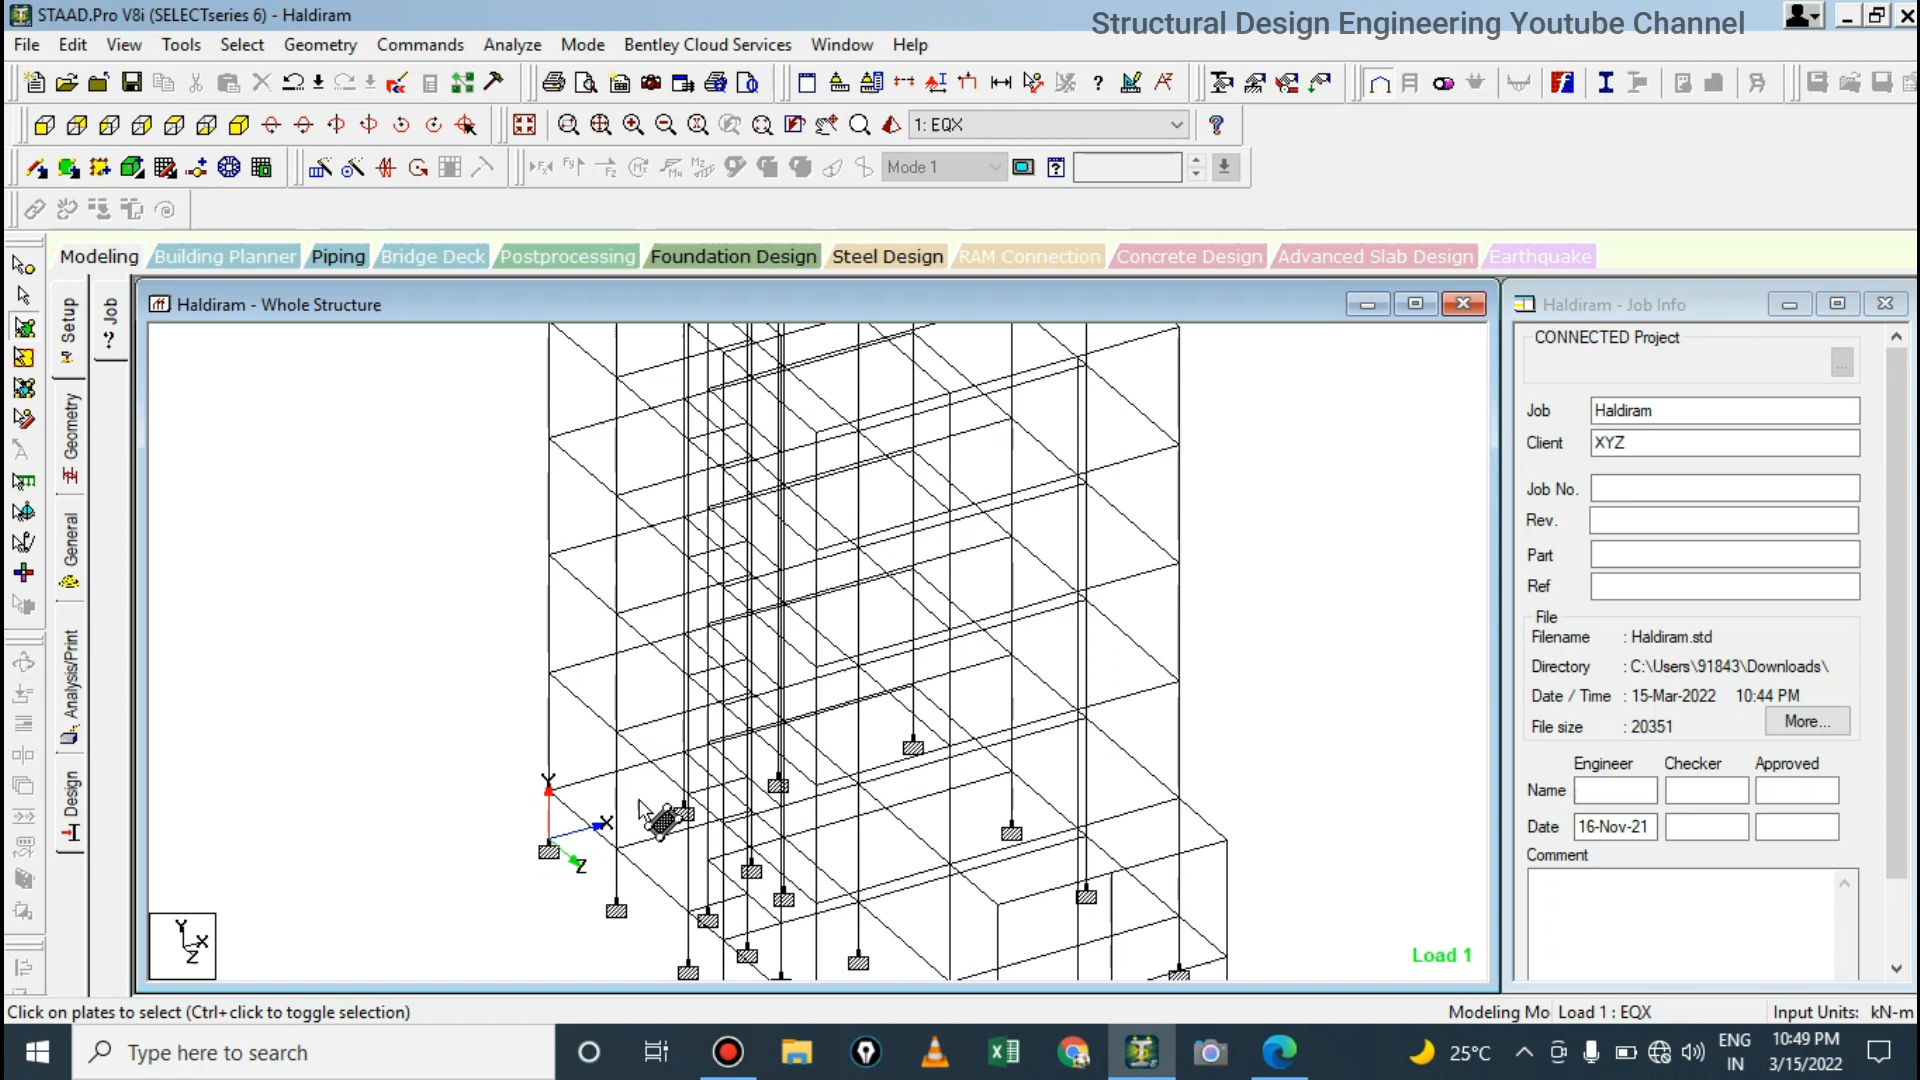 STAAD.Pro V8i (SELECTseries 6) - Haldiram
Structural Design Engineering Youtube Channel
File Edit View Tools Select Geometry Commands Analyze Mode Bentley Cloud Services Window Help
1: EQX
Mode 1
Modeling Building Planner Piping Bridge Deck Postprocessing Foundation Design Steel Design RAM Connection Concrete Design Advanced Slab Design Earthquake
Setup
Geometry
General
Analysis/Print
Design
Job
Haldiram - Whole Structure
Y
X
Z
Y
X
Z
Load 1
Haldiram - Job Info
CONNECTED Project
...
Job Haldiram
Client XYZ
Job No.
Rev.
Part
Ref
File
Filename : Haldiram.std
Directory : C:\Users\91843\Downloads\
Date / Time : 15-Mar-2022 10:44 PM
File size : 20351 More...
Engineer Checker Approved
Name
Date 16-Nov-21
Comment
Click on plates to select (Ctrl+click to toggle selection)
Modeling Mo Load 1 : EQX Input Units: kN-m
Type here to search
25°C
ENG
IN
10:49 PM
3/15/2022